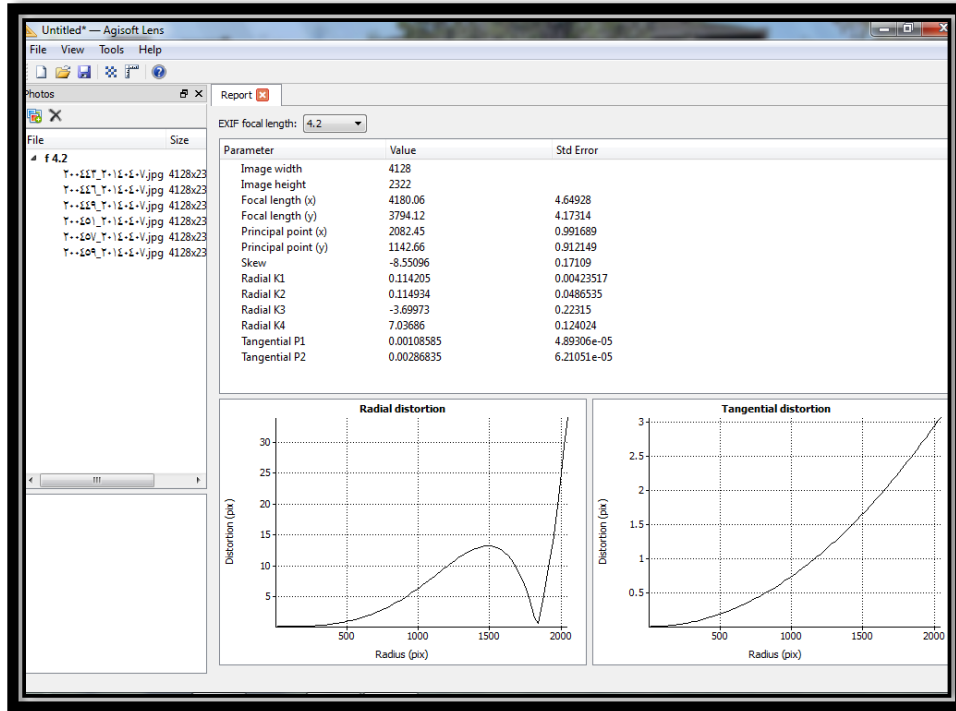 Untitled* — Agisoft Lens
File View Tools Help
Photos
Report
EXIF focal length: 4.2
File Size
f 4.2
٢٠٠٤٤٣_٢٠١٤٠٤٠٧.jpg 4128x23
٢٠٠٤٤٦_٢٠١٤٠٤٠٧.jpg 4128x23
٢٠٠٤٤٩_٢٠١٤٠٤٠٧.jpg 4128x23
٢٠٠٤٥١_٢٠١٤٠٤٠٧.jpg 4128x23
٢٠٠٤٥٧_٢٠١٤٠٤٠٧.jpg 4128x23
٢٠٠٤٥٩_٢٠١٤٠٤٠٧.jpg 4128x23
Parameter Value Std Error
Image width 4128
Image height 2322
Focal length (x) 4180.06 4.64928
Focal length (y) 3794.12 4.17314
Principal point (x) 2082.45 0.991689
Principal point (y) 1142.66 0.912149
Skew -8.55096 0.17109
Radial K1 0.114205 0.00423517
Radial K2 0.114934 0.0486535
Radial K3 -3.69973 0.22315
Radial K4 7.03686 0.124024
Tangential P1 0.00108585 4.89306e-05
Tangential P2 0.00286835 6.21051e-05
Radial distortion
Distortion (pix)
30
25
20
15
10
5
500 1000 1500 2000
Radius (pix)
Tangential distortion
Distortion (pix)
3
2.5
2
1.5
1
0.5
500 1000 1500 2000
Radius (pix)